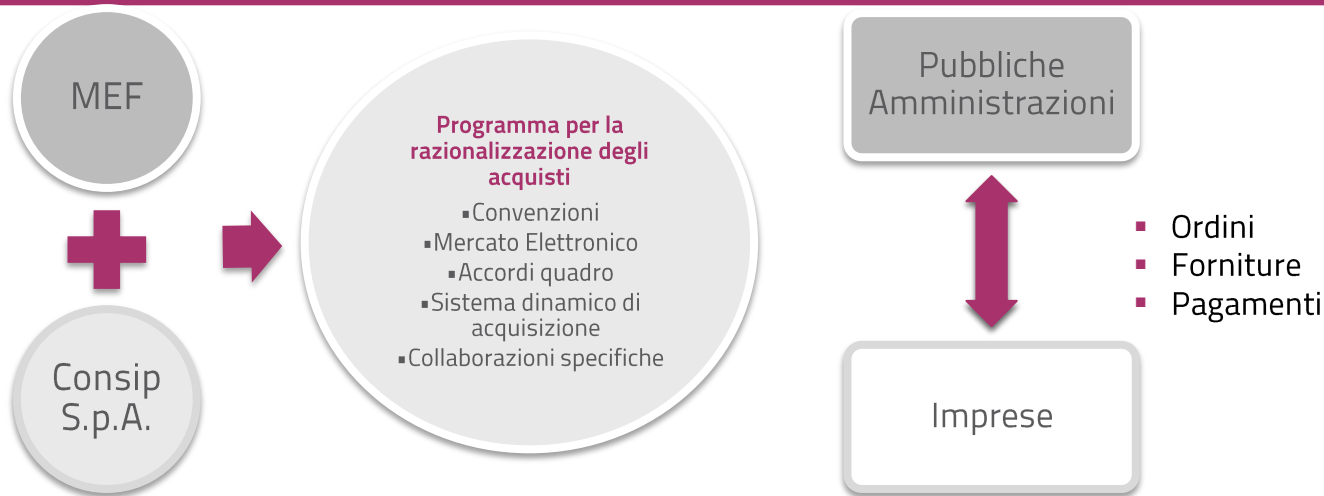 MEF
Consip
S.p.A.
Programma per la
razionalizzazione degli
acquisti
▪Convenzioni
▪Mercato Elettronico
▪Accordi quadro
▪Sistema dinamico di
acquisizione
▪Collaborazioni specifiche
Pubbliche
Amministrazioni
▪ Ordini
▪ Forniture
▪ Pagamenti
Imprese